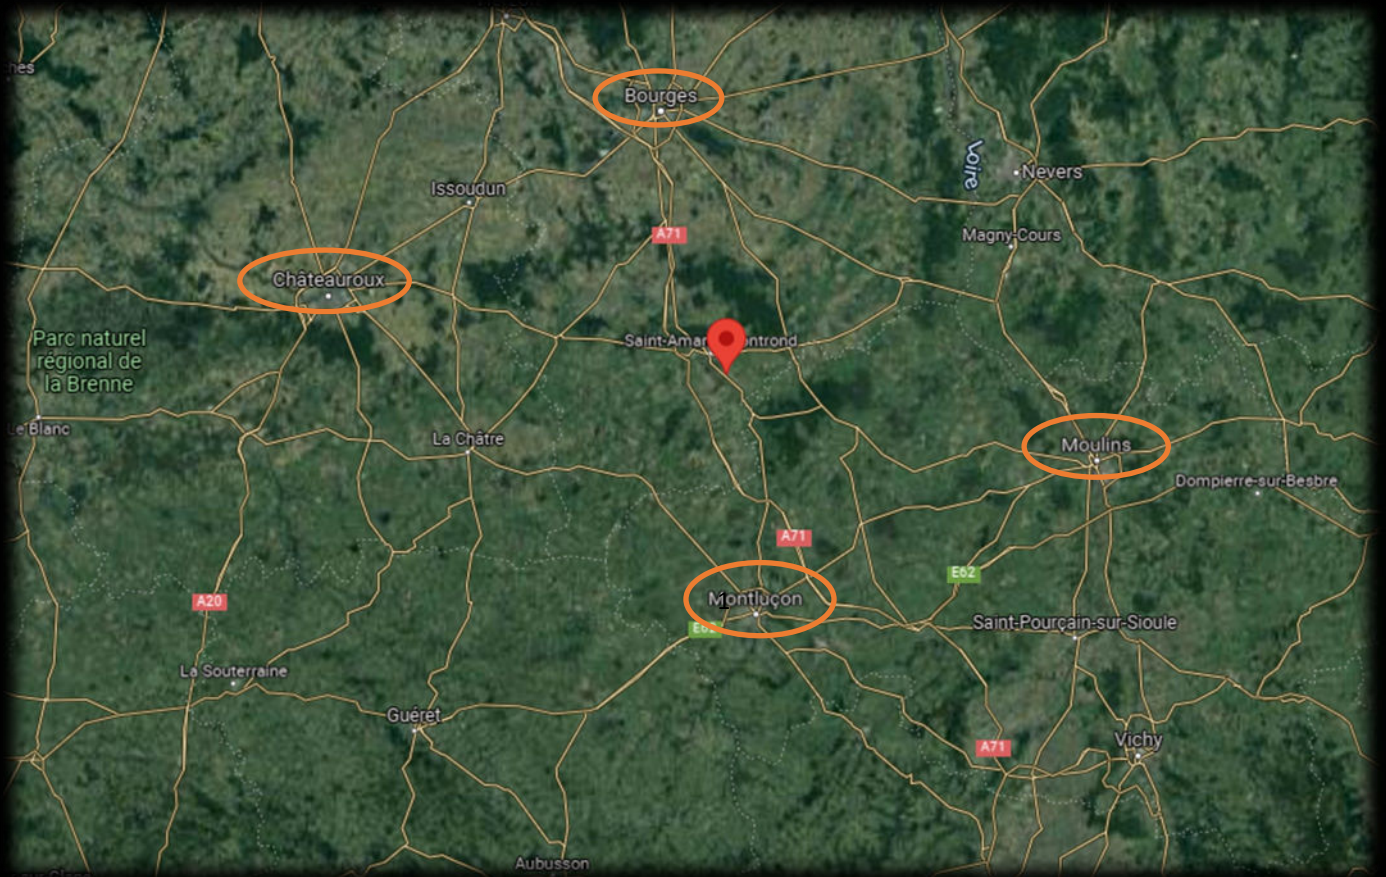 Bourges
Voire
Nevers
Issoudun
A71
Magny-Cours
Châteauroux
Parc naturel
régional de
la Brenne
Saint-Amand-Montrond
Le Blanc
La Châtre
Moulins
Dompierre-sur-Besbre
A71
E62
A20
Montluçon
1
E62
Saint-Pourçain-sur-Sioule
La Souterraine
Guéret
A71
Vichy
Aubusson